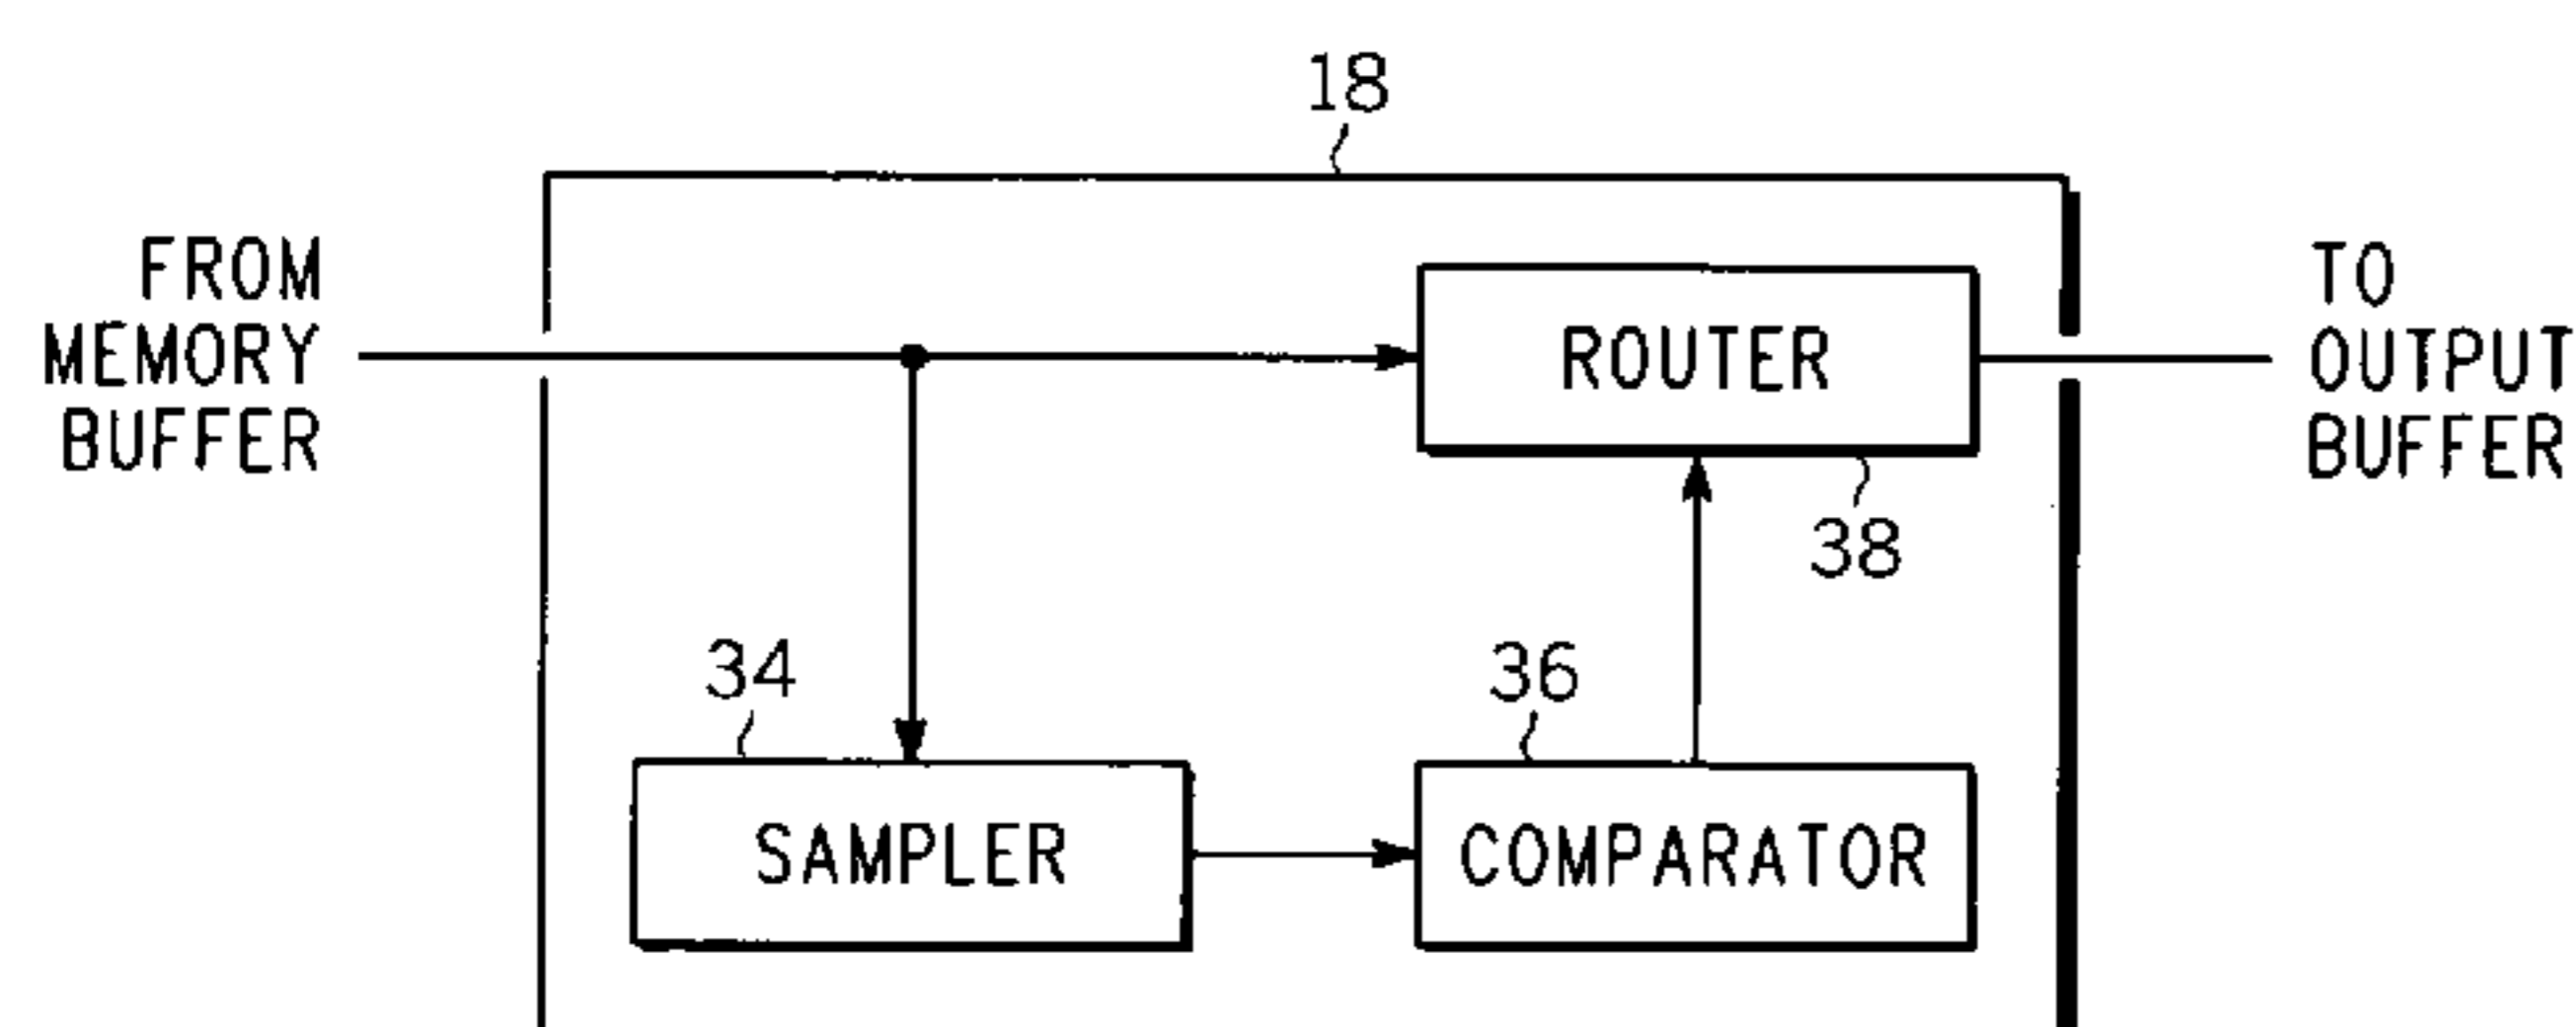 18
FROM
MEMORY
BUFFER
ROUTER
TO
OUTPUT
BUFFER
38
34
36
SAMPLER
COMPARATOR